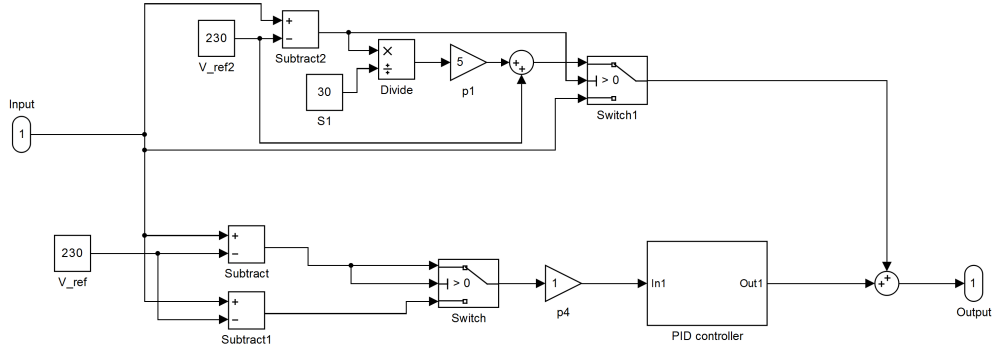 230
V_ref2
+
−
Subtract2
×
÷
Divide
30
S1
5
p1
+
+
> 0
Switch1
Input
1
230
V_ref
+
−
Subtract
+
−
Subtract1
> 0
Switch
1
p4
In1
Out1
PID controller
+
+
1
Output